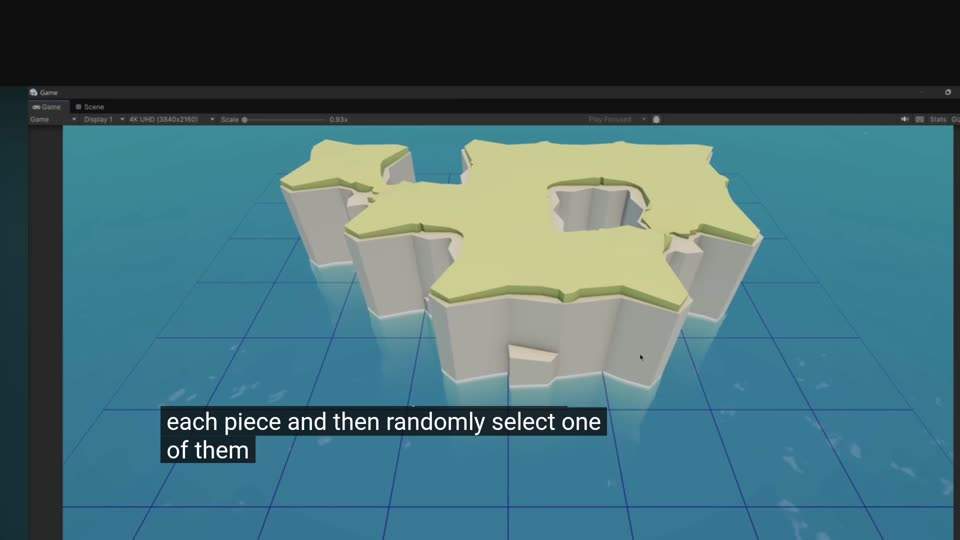 Game
Game Scene
Game Display 1 4K UHD (3840x2160) Scale 0.93x Play Focused Stats
each piece and then randomly select one
of them